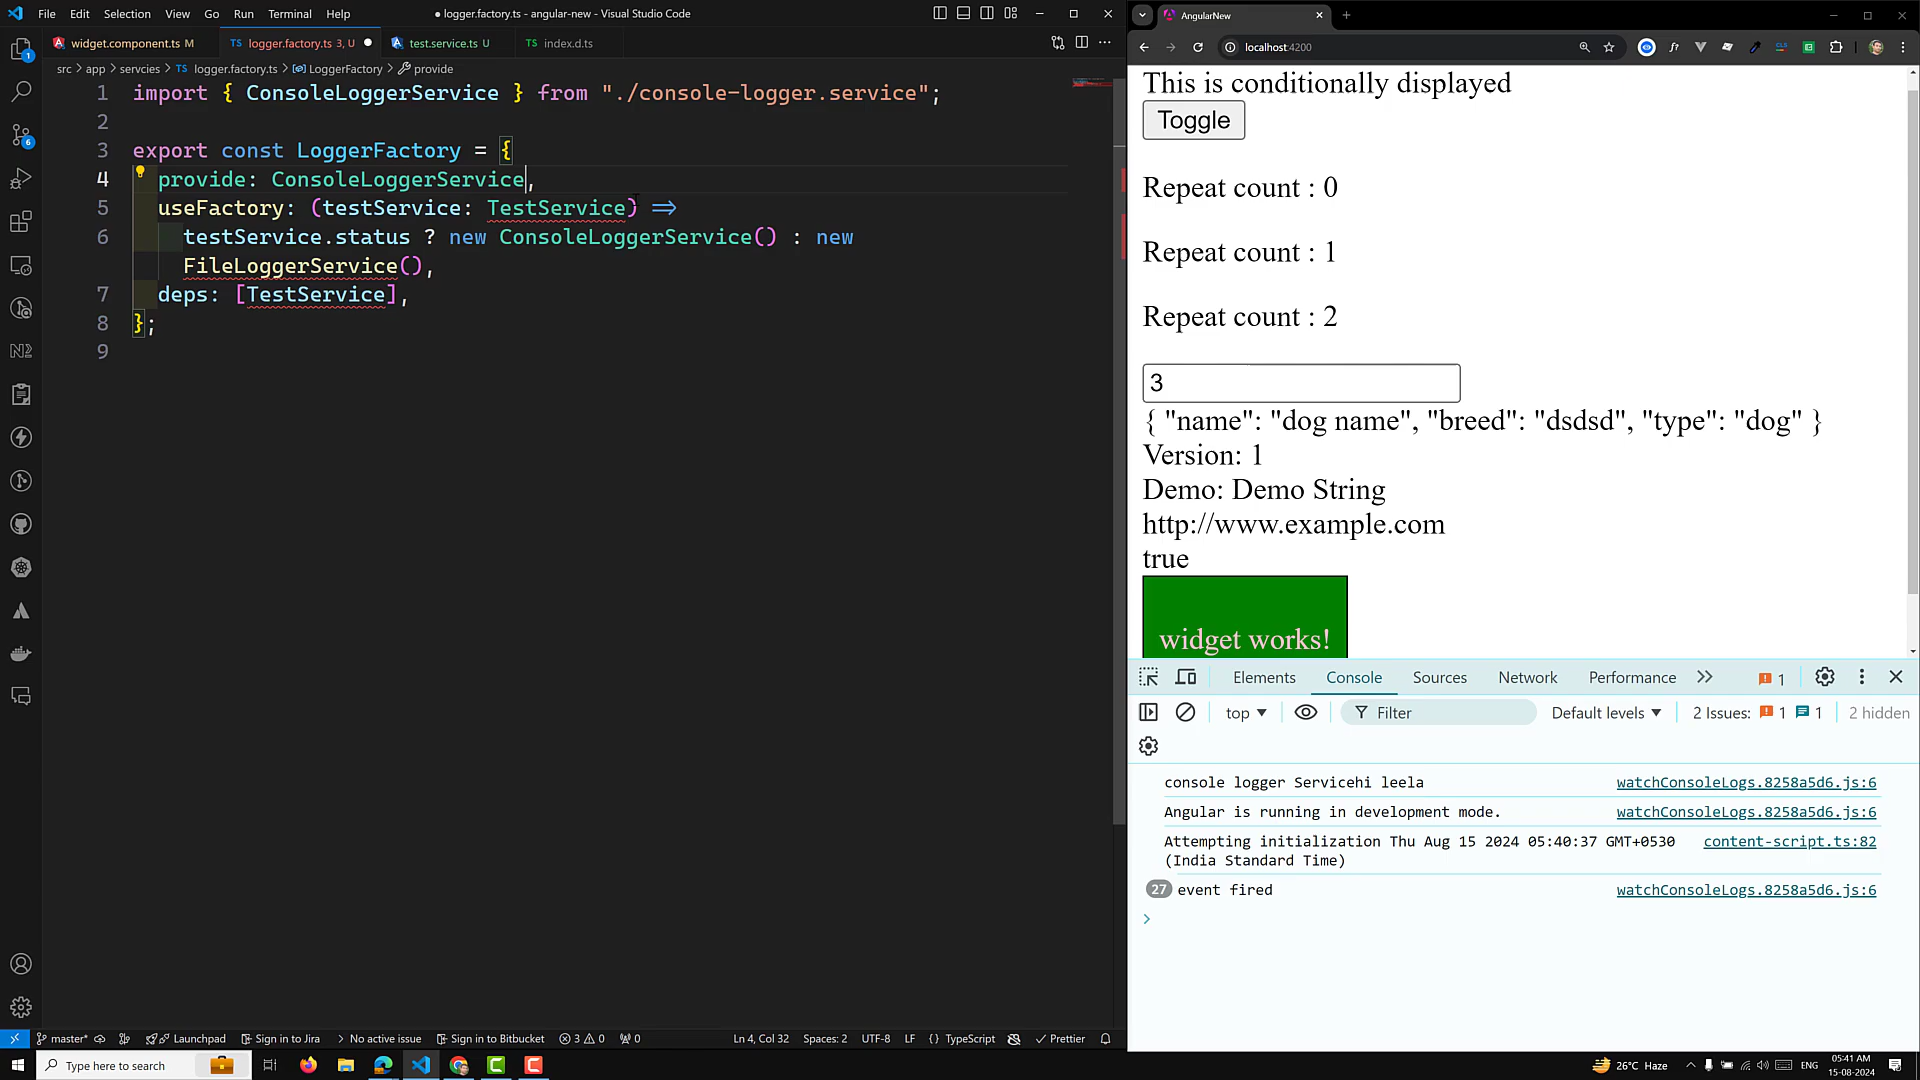 File Edit Selection View Go Run Terminal Help
● logger.factory.ts - angular-new - Visual Studio Code
widget.component.ts M
TS logger.factory.ts 3, U ●
test.service.ts U
TS index.d.ts
src > app > servcies > TS logger.factory.ts > LoggerFactory > provide
1 import { ConsoleLoggerService } from "./console-logger.service";
2
3 export const LoggerFactory = {
4 provide: ConsoleLoggerService,
5 useFactory: (testService: TestService) =>
6 testService.status ? new ConsoleLoggerService() : new
FileLoggerService(),
7 deps: [TestService],
8 };
9
master* Launchpad Sign in to Jira No active issue Sign in to Bitbucket 3 0 0 Ln 4, Col 32 Spaces: 2 UTF-8 LF { } TypeScript Prettier
AngularNew
localhost:4200
This is conditionally displayed
Toggle
Repeat count : 0
Repeat count : 1
Repeat count : 2
3
{ "name": "dog name", "breed": "dsdsd", "type": "dog" }
Version: 1
Demo: Demo String
http://www.example.com
true
widget works!
Elements Console Sources Network Performance 1
top Filter Default levels 2 Issues: 1 1 2 hidden
console logger Servicehi leela watchConsoleLogs.8258a5d6.js:6
Angular is running in development mode. watchConsoleLogs.8258a5d6.js:6
Attempting initialization Thu Aug 15 2024 05:40:37 GMT+0530 content-script.ts:82
(India Standard Time)
27 event fired watchConsoleLogs.8258a5d6.js:6
Type here to search
26°C Haze
ENG
05:41 AM
15-08-2024